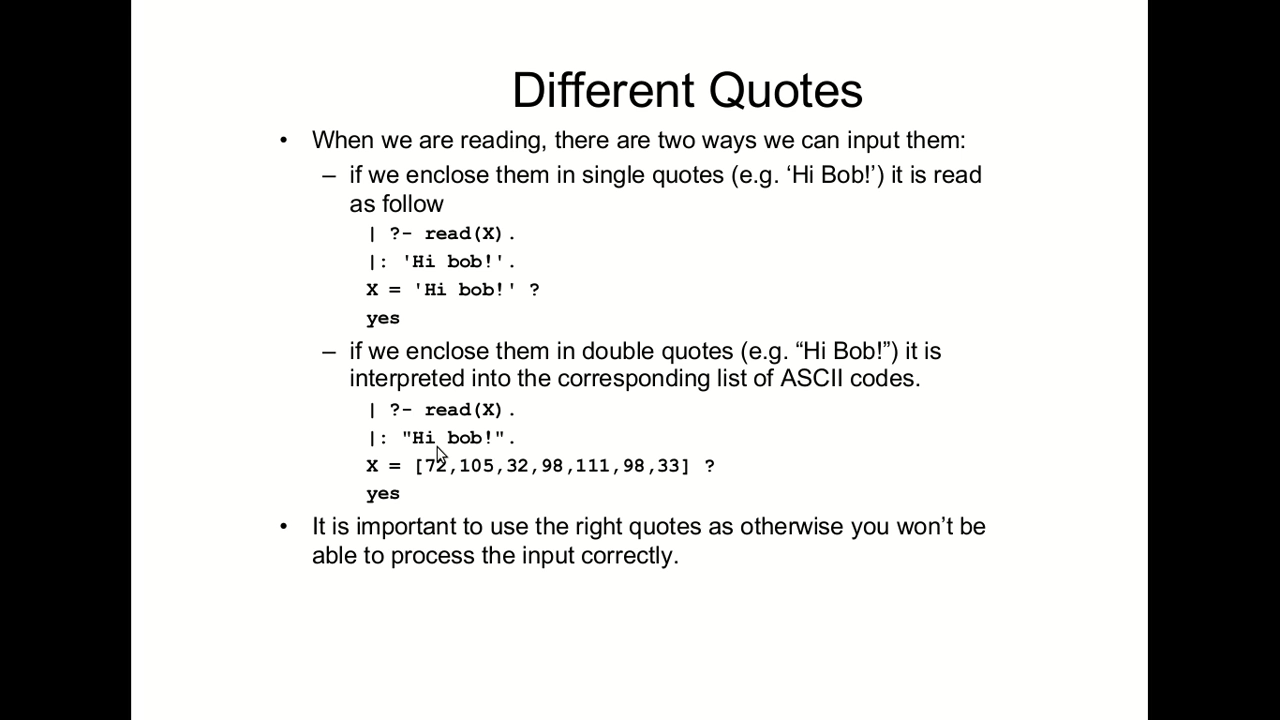 Different Quotes
• When we are reading, there are two ways we can input them:
– if we enclose them in single quotes (e.g. ‘Hi Bob!’) it is read
as follow
| ?- read(X).
|: 'Hi bob!'.
X = 'Hi bob!' ?
yes
– if we enclose them in double quotes (e.g. “Hi Bob!”) it is
interpreted into the corresponding list of ASCII codes.
| ?- read(X).
|: "Hi bob!".
X = [72,105,32,98,111,98,33] ?
yes
• It is important to use the right quotes as otherwise you won’t be
able to process the input correctly.